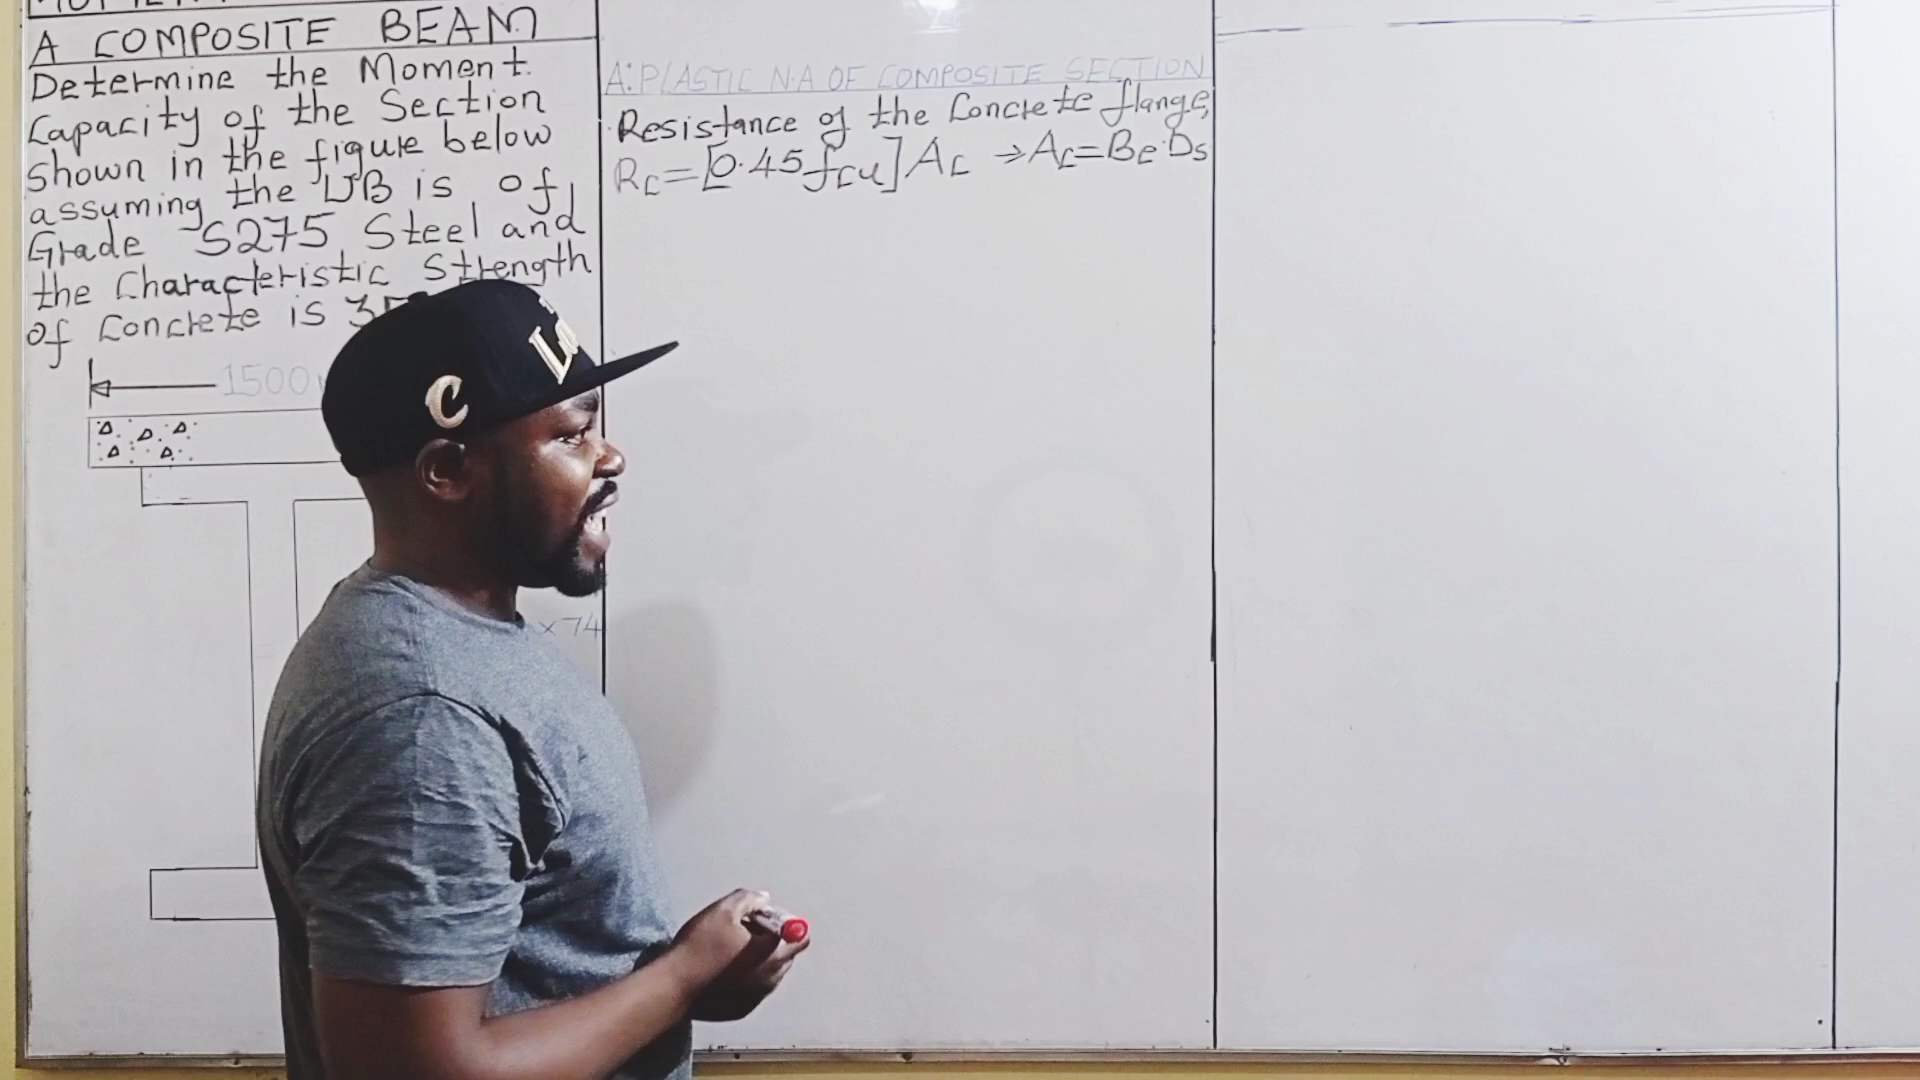 A COMPOSITE BEAM
Determine the Moment
Capacity of the Section
shown in the figure below
assuming the UB is of
Grade S275 Steel and
the Characteristic Strength
of Concrete is
1500
×74
A: PLASTIC N.A OF COMPOSITE SECTION
Resistance of the Concrete flange,
Rc = [0.45fcu] Ac → Ac = Be.Ds
C